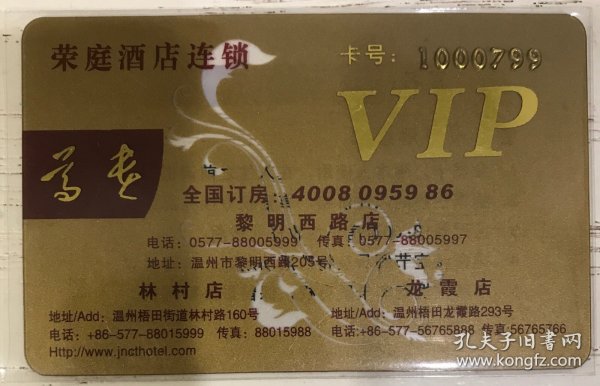 荣庭酒店连锁
卡号：1000799
VIP
尊贵
全国订房：4008 0959 86
黎明西路店
电话：0577-88005999 传真：0577-88005997
地址：温州市黎明西路205号
林村店
龙霞店
地址/Add：温州梧田街道林村路160号
地址/Add：温州梧田龙霞路293号
电话：+86-577-88015999 传真：88015988
电话:+86-577-56765888 传真:56765766
Http://www.jncthotel.com
孔夫子旧书网
www.kongfz.com